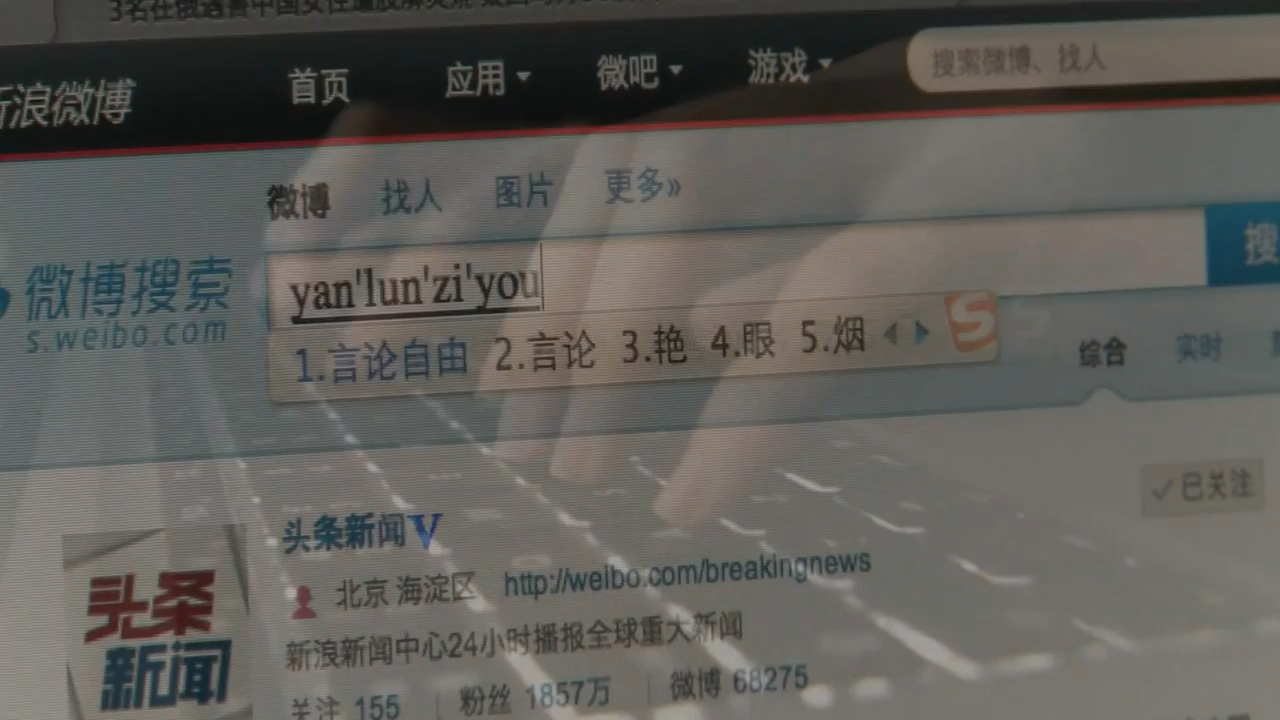 新浪微博 首页 应用 微吧 游戏 搜索微博、找人
微博 找人 图片 更多»
微博搜索
s.weibo.com
yan'lun'zi'you 搜
1.言论自由 2.言论 3.艳 4.眼 5.烟
综合 实时
已关注
头条新闻V
北京 海淀区 http://weibo.com/breakingnews
头条
新闻
新浪新闻中心24小时播报全球重大新闻
关注 155 粉丝 1857万 微博 68275